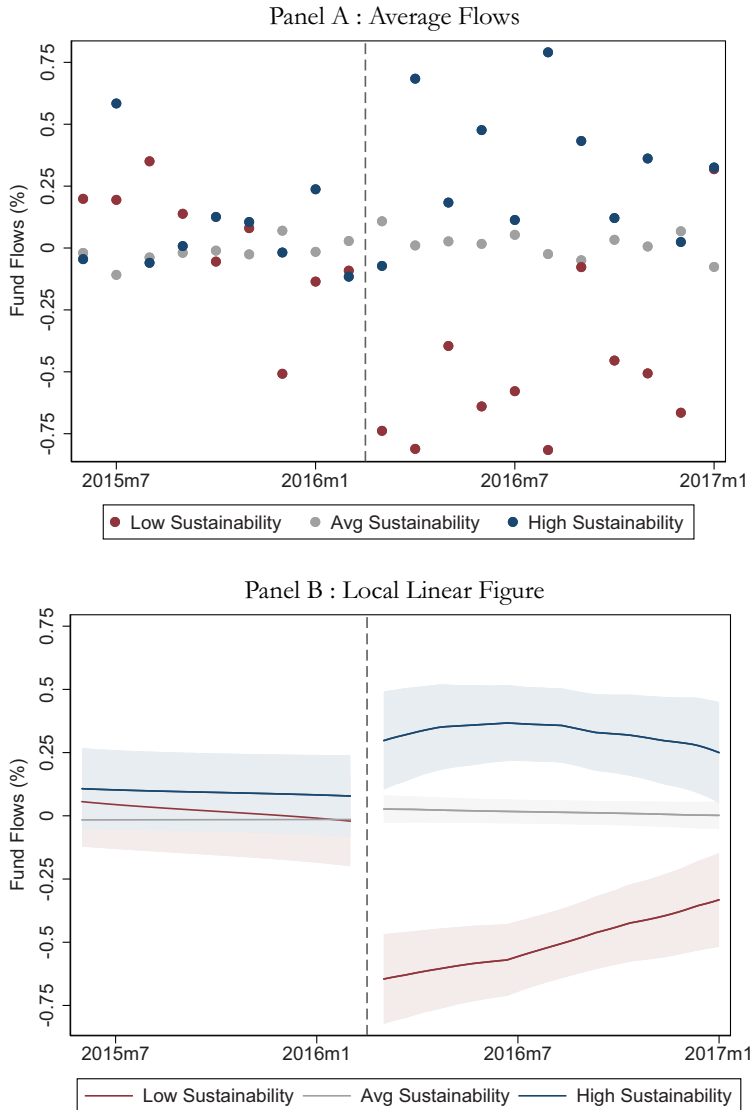 Panel A : Average Flows
0.75
0.5
0.25
0
-0.25
-0.5
-0.75
Fund Flows (%)
2015m7 2016m1 2016m7 2017m1
Low Sustainability Avg Sustainability High Sustainability
Panel B : Local Linear Figure
0.75
0.5
0.25
0
-0.25
-0.5
-0.75
Fund Flows (%)
2015m7 2016m1 2016m7 2017m1
Low Sustainability Avg Sustainability High Sustainability